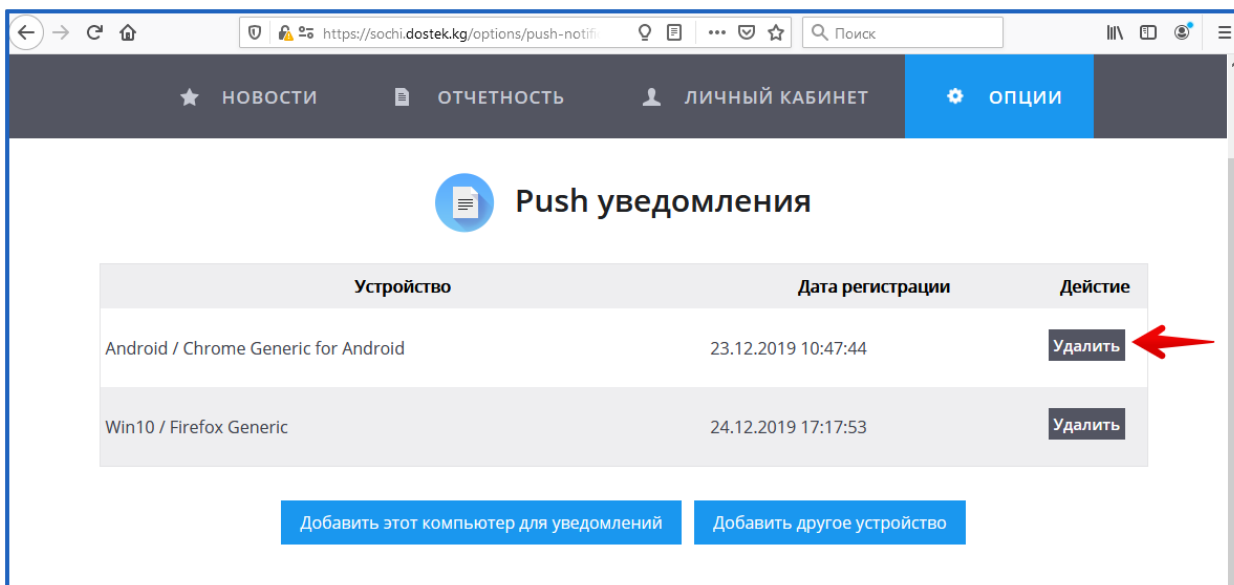 https://sochi.dostek.kg/options/push-notifi
Поиск
НОВОСТИ ОТЧЕТНОСТЬ ЛИЧНЫЙ КАБИНЕТ ОПЦИИ
Push уведомления
Устройство Дата регистрации Дейстие
Android / Chrome Generic for Android 23.12.2019 10:47:44 Удалить
Win10 / Firefox Generic 24.12.2019 17:17:53 Удалить
Добавить этот компьютер для уведомлений Добавить другое устройство